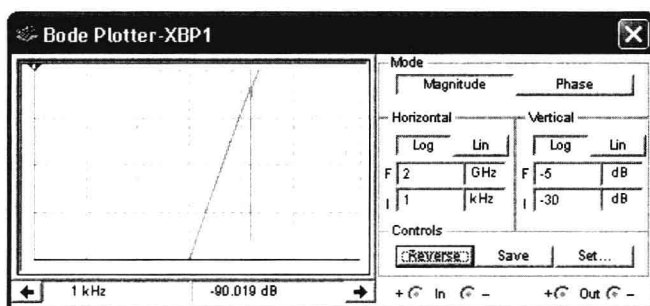 Bode Plotter-XBP1
Mode
Magnitude Phase
Horizontal Vertical
Log Lin Log Lin
F 2 GHz F -5 dB
I 1 kHz I -30 dB
Controls
Reverse Save Set...
1 kHz -90.019 dB + In - + Out -